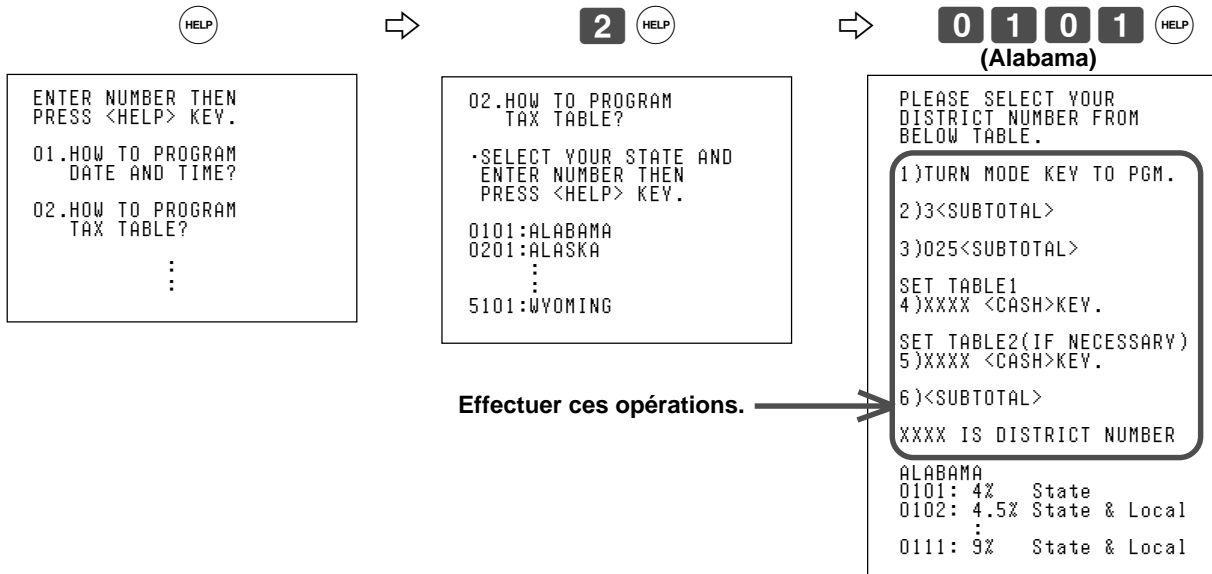 HELP
ENTER NUMBER THEN
PRESS <HELP> KEY.
01.HOW TO PROGRAM
DATE AND TIME?
02.HOW TO PROGRAM
TAX TABLE?
:
:
2 HELP
02.HOW TO PROGRAM
TAX TABLE?
·SELECT YOUR STATE AND
ENTER NUMBER THEN
PRESS <HELP> KEY.
0101:ALABAMA
0201:ALASKA
:
:
5101:WYOMING
Effectuer ces opérations.
0 1 0 1 HELP
(Alabama)
PLEASE SELECT YOUR
DISTRICT NUMBER FROM
BELOW TABLE.
1)TURN MODE KEY TO PGM.
2)3<SUBTOTAL>
3)025<SUBTOTAL>
SET TABLE1
4)XXXX <CASH>KEY.
SET TABLE2(IF NECESSARY)
5)XXXX <CASH>KEY.
6)<SUBTOTAL>
XXXX IS DISTRICT NUMBER
ALABAMA
0101: 4% State
0102: 4.5% State & Local
:
0111: 9% State & Local